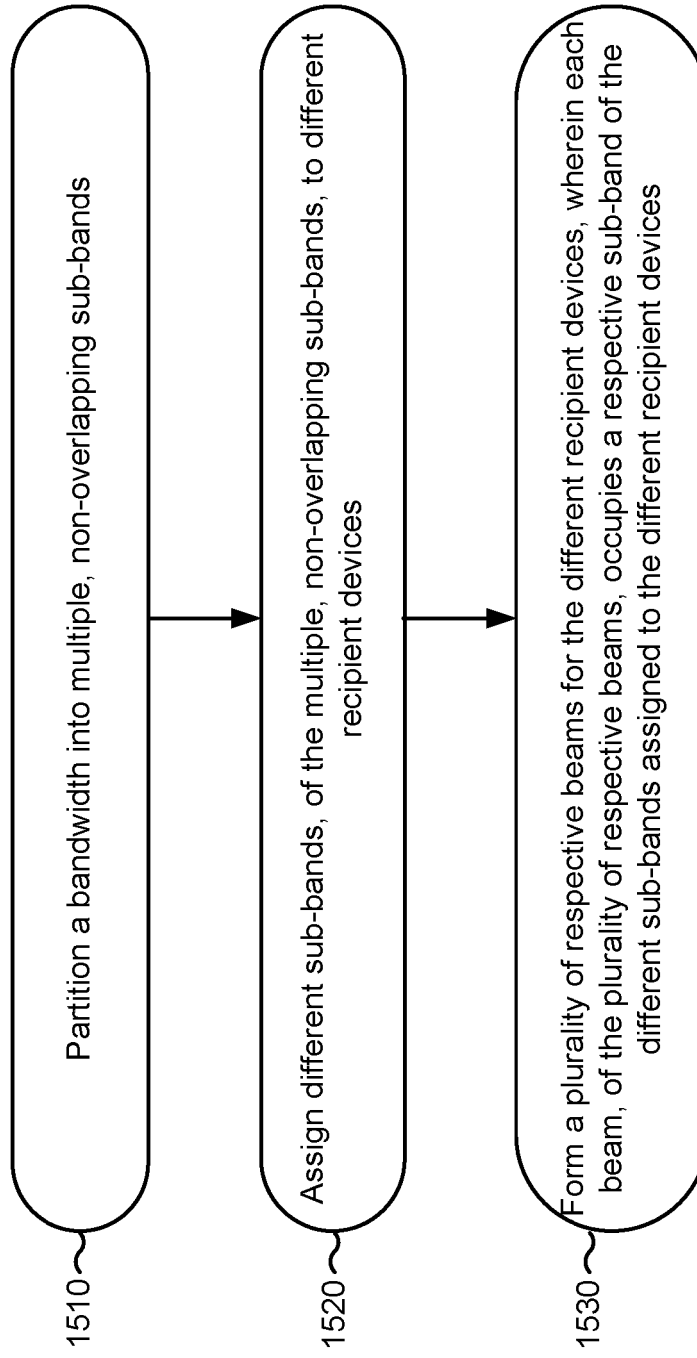 1510
Partition a bandwidth into multiple, non-overlapping sub-bands
1520
Assign different sub-bands, of the multiple, non-overlapping sub-bands, to different
recipient devices
1530
Form a plurality of respective beams for the different recipient devices, wherein each
beam, of the plurality of respective beams, occupies a respective sub-band of the
different sub-bands assigned to the different recipient devices